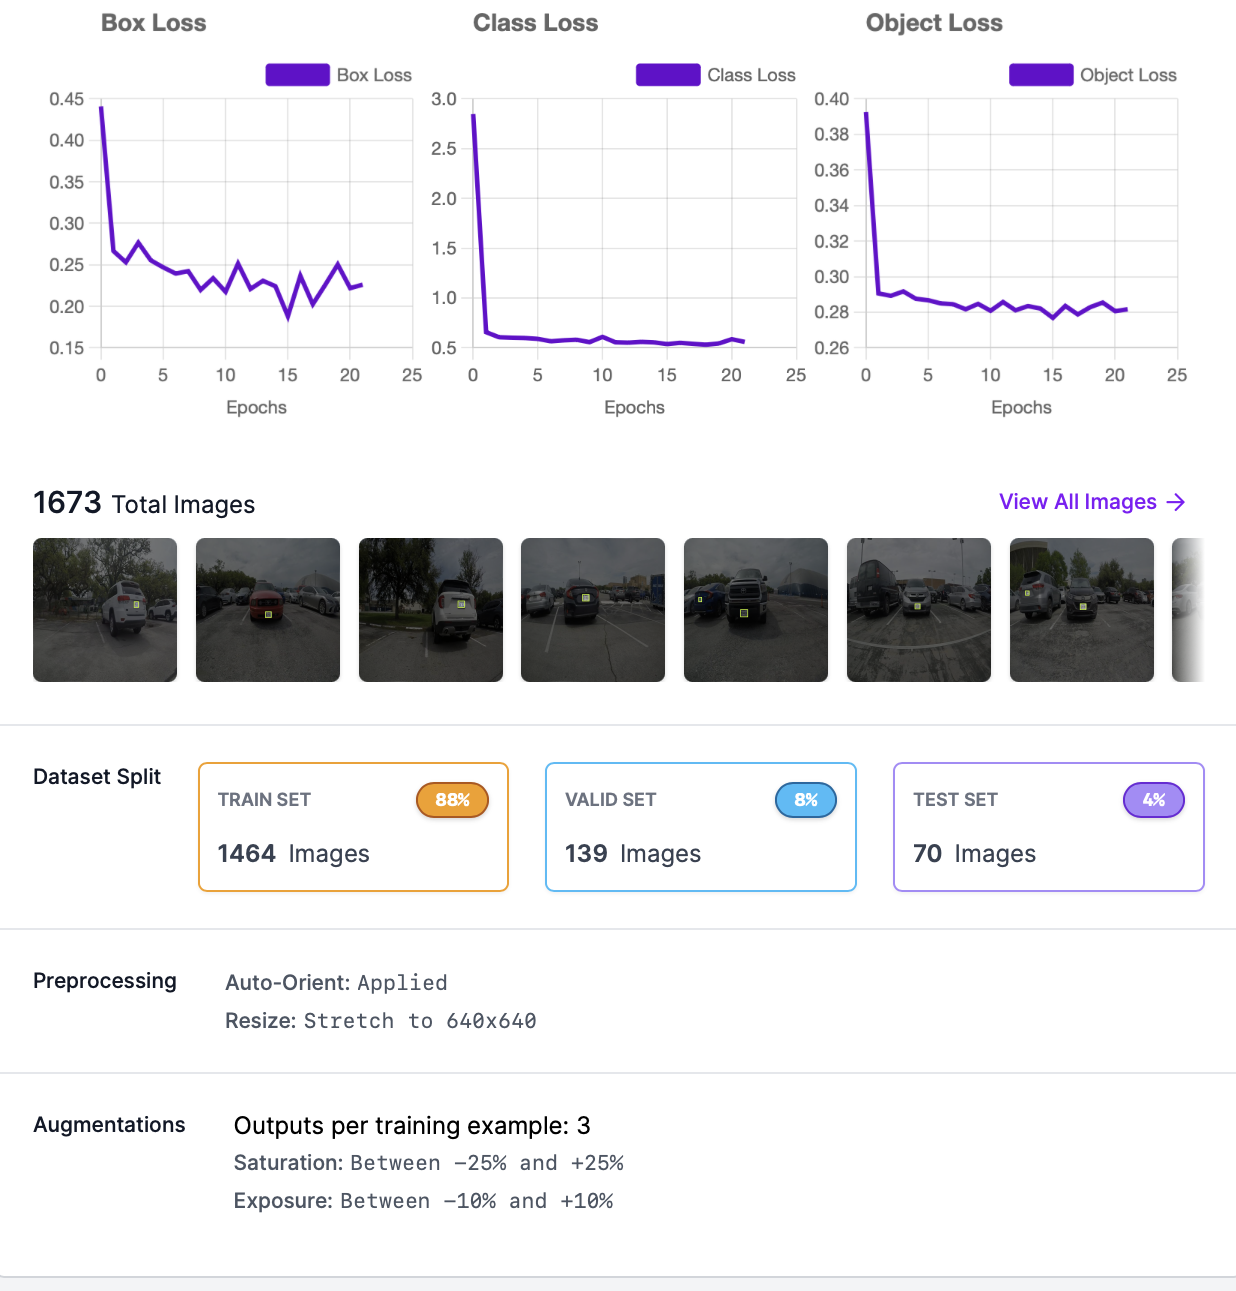 Box Loss
Class Loss
Object Loss
Box Loss
Class Loss
Object Loss
0.45
0.40
0.35
0.30
0.25
0.20
0.15
0 5 10 15 20 25
Epochs
3.0
2.5
2.0
1.5
1.0
0.5
0 5 10 15 20 25
Epochs
0.40
0.38
0.36
0.34
0.32
0.30
0.28
0.26
0 5 10 15 20 25
Epochs
1673 Total Images
View All Images →
Dataset Split
TRAIN SET 88%
1464 Images
VALID SET 8%
139 Images
TEST SET 4%
70 Images
Preprocessing
Auto-Orient: Applied
Resize: Stretch to 640x640
Augmentations
Outputs per training example: 3
Saturation: Between −25% and +25%
Exposure: Between −10% and +10%